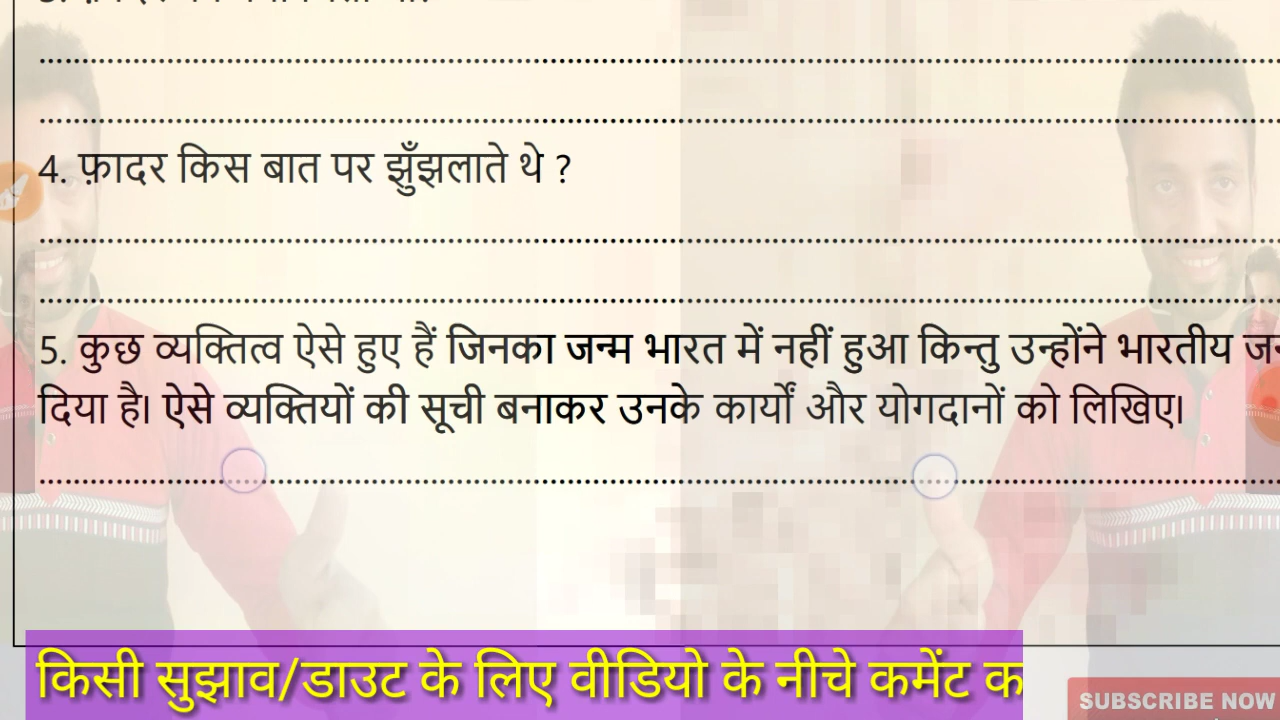 4. फ़ादर किस बात पर झुँझलाते थे ?
5. कुछ व्यक्तित्व ऐसे हुए हैं जिनका जन्म भारत में नहीं हुआ किन्तु उन्होंने भारतीय
दिया है। ऐसे व्यक्तियों की सूची बनाकर उनके कार्यों और योगदानों को लिखिए।
किसी सुझाव/डाउट के लिए वीडियो के नीचे कमेंट क
SUBSCRIBE NOW